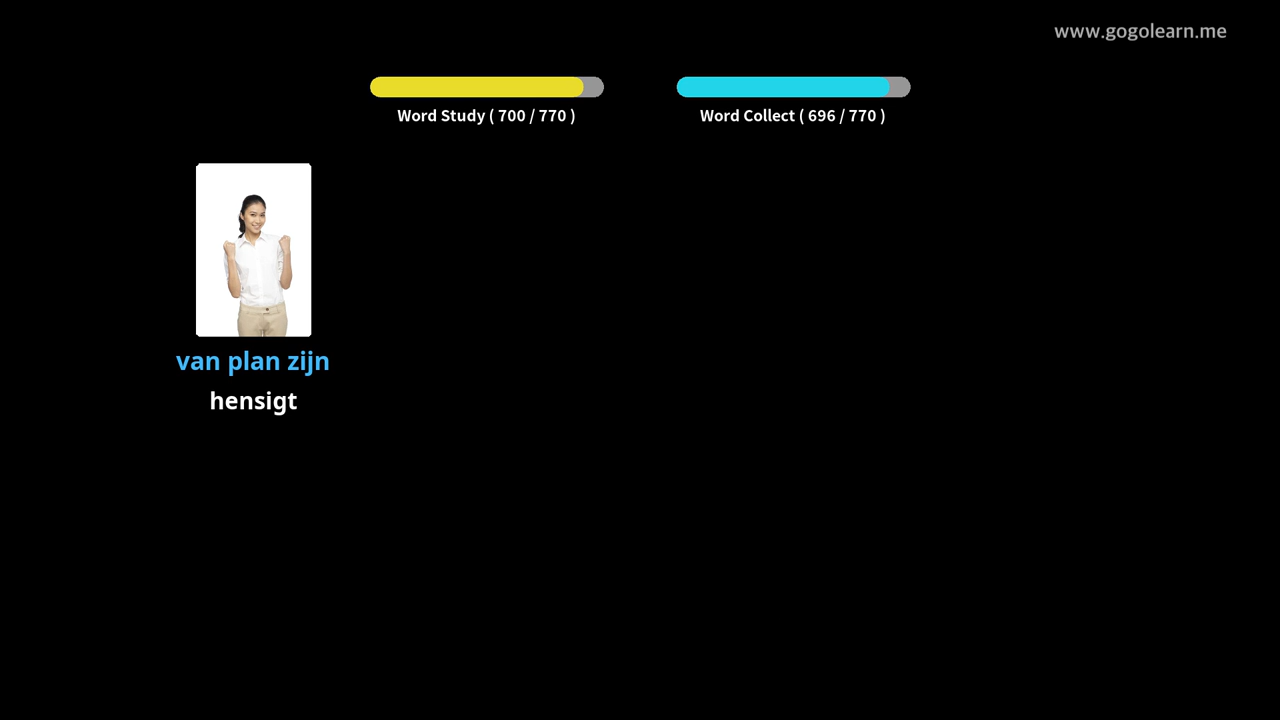 www.gogolearn.me
Word Study ( 700 / 770 )
Word Collect ( 696 / 770 )
van plan zijn
hensigt